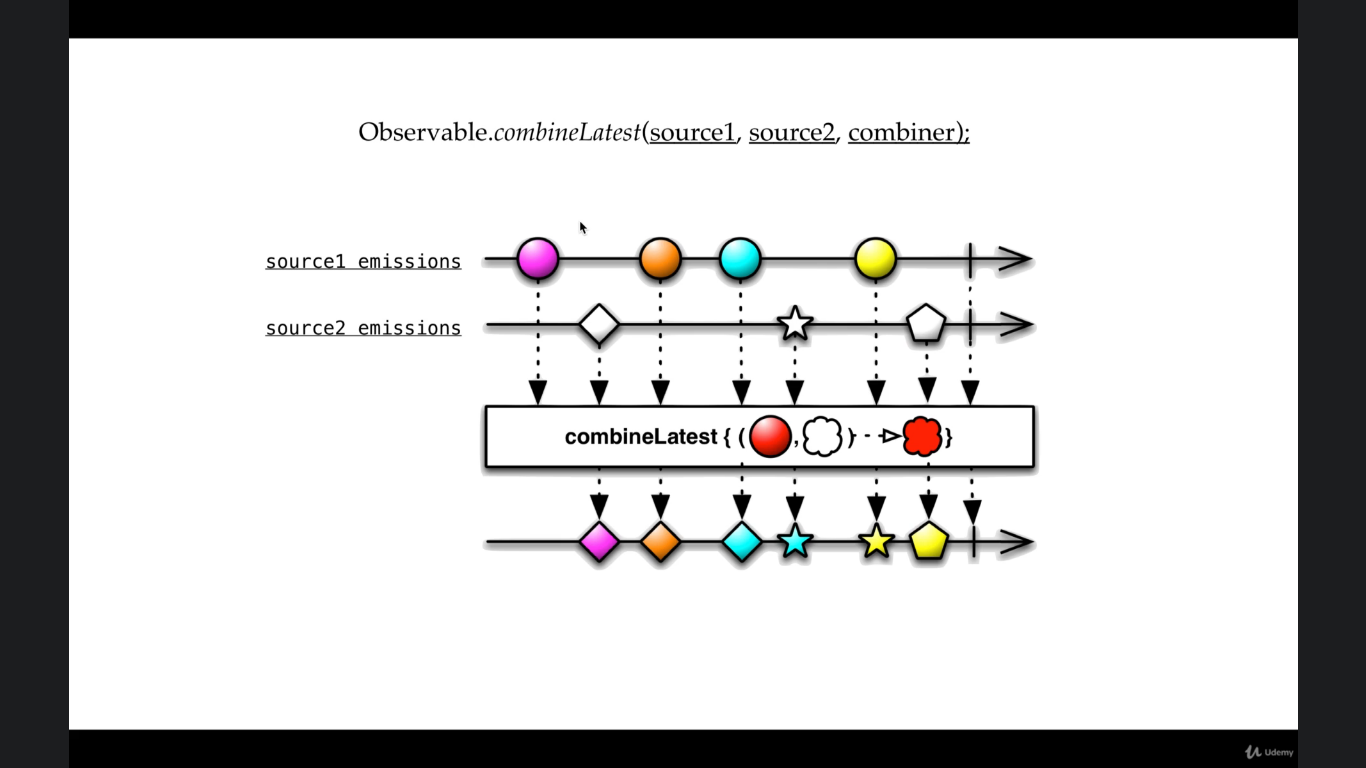 Observable.combineLatest(source1, source2, combiner);
source1 emissions
source2 emissions
combineLatest { ( , ) }
Udemy